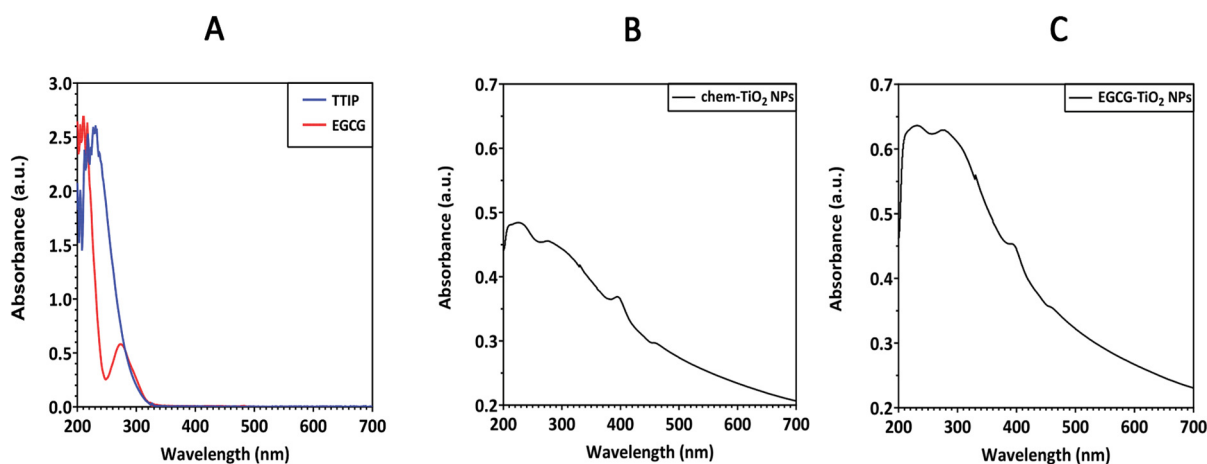 A
B
C
3.0
2.5
2.0
1.5
1.0
0.5
0.0
Absorbance (a.u.)
200 300 400 500 600 700
Wavelength (nm)
TTIP
EGCG
0.7
0.6
0.5
0.4
0.3
0.2
Absorbance (a.u.)
200 300 400 500 600 700
Wavelength (nm)
chem-TiO₂ NPs
0.7
0.6
0.5
0.4
0.3
0.2
Absorbance (a.u.)
200 300 400 500 600 700
Wavelength (nm)
EGCG-TiO₂ NPs